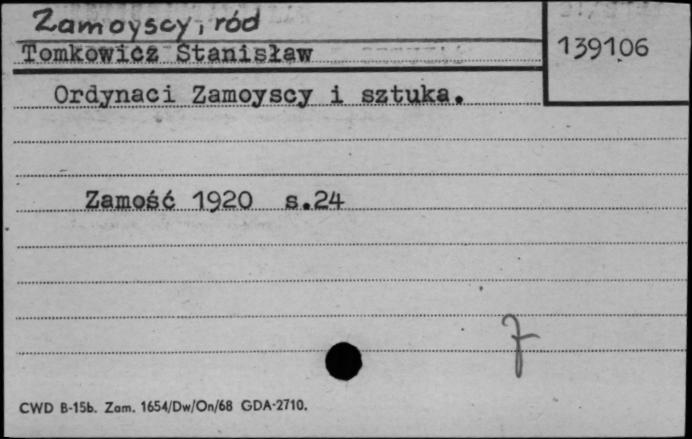 Zamoyscy, ród
Tomkowicz Stanisław
139106
Ordynaci Zamoyscy i sztuka.
Zamość 1920 s.24
7
CWD B-15b. Zam. 1654/Dw/On/68 GDA-2710.